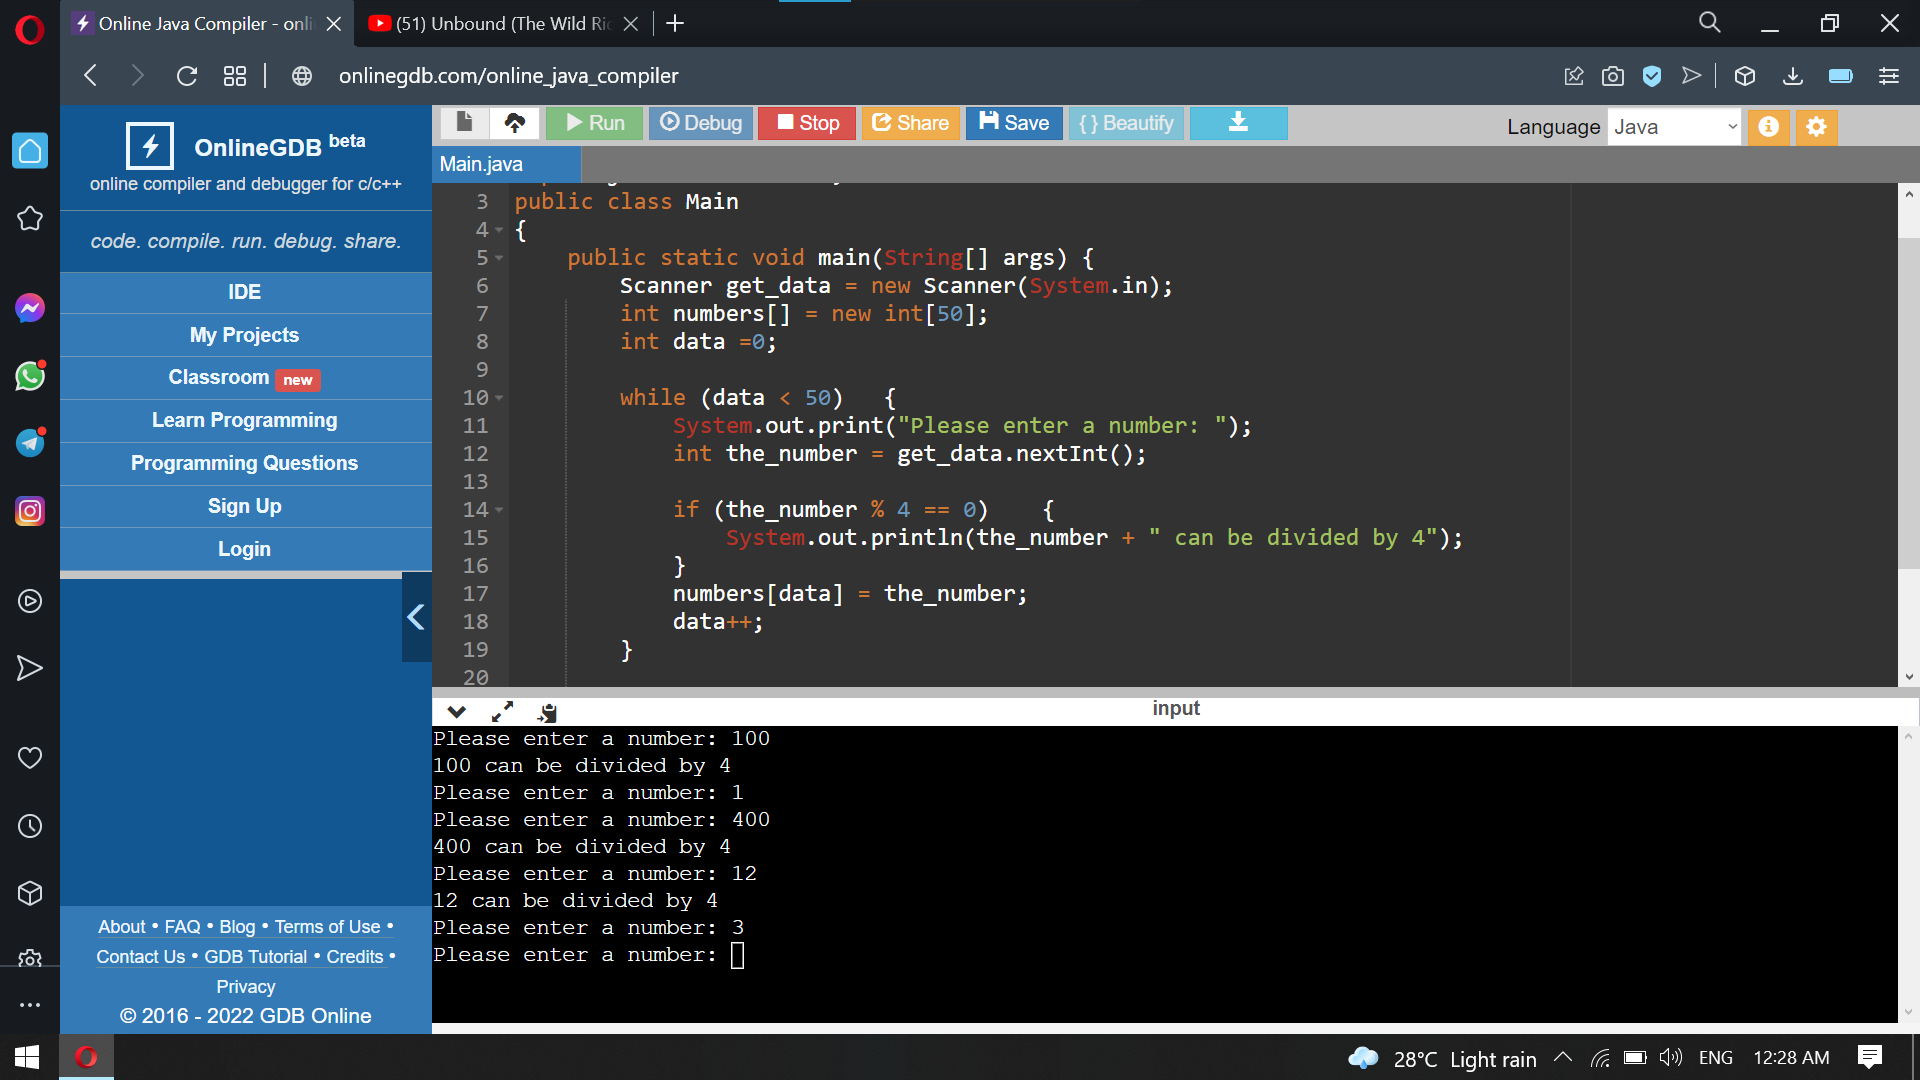 Online Java Compiler - onli
(51) Unbound (The Wild Ri
onlinegdb.com/online_java_compiler
OnlineGDB beta
online compiler and debugger for c/c++
code. compile. run. debug. share.
IDE
My Projects
Classroom new
Learn Programming
Programming Questions
Sign Up
Login
About • FAQ • Blog • Terms of Use •
Contact Us • GDB Tutorial • Credits •
Privacy
© 2016 - 2022 GDB Online
Run Debug Stop Share Save {} Beautify Language Java
Main.java
3 public class Main
4 {
5 public static void main(String[] args) {
6 Scanner get_data = new Scanner(System.in);
7 int numbers[] = new int[50];
8 int data =0;
9
10 while (data < 50) {
11 System.out.print("Please enter a number: ");
12 int the_number = get_data.nextInt();
13
14 if (the_number % 4 == 0) {
15 System.out.println(the_number + " can be divided by 4");
16 }
17 numbers[data] = the_number;
18 data++;
19 }
20
input
Please enter a number: 100
100 can be divided by 4
Please enter a number: 1
Please enter a number: 400
400 can be divided by 4
Please enter a number: 12
12 can be divided by 4
Please enter a number: 3
Please enter a number:
28°C Light rain ENG 12:28 AM